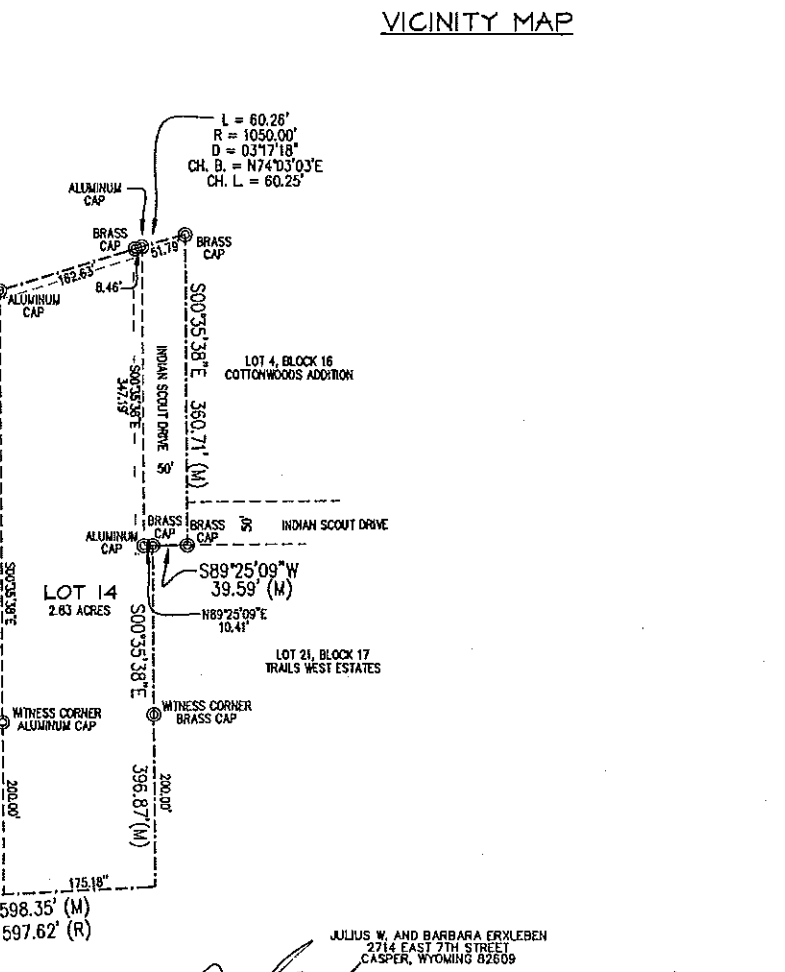 VICINITY MAP
L = 60.26'
R = 1050.00'
D = 03°17'18"
CH. B. = N74°03'03"E
CH. L = 60.25'
ALUMINUM
CAP
BRASS
CAP
51.79
BRASS
CAP
162.63'
8.46'
ALUMINUM
CAP
S00°35'38"E 360.71' (M)
LOT 4, BLOCK 16
COTTONWOODS ADDITION
INDIAN SCOUT DRIVE 50'
S00°35'38"E
347.19'
BRASS
CAP
BRASS
CAP
50'
INDIAN SCOUT DRIVE
ALUMINUM
CAP
S89°25'09"W
39.59' (M)
N89°25'09"E
10.41'
LOT 14
2.63 ACRES
S00°35'38"E
S00°35'38"E
396.87'(M)
LOT 21, BLOCK 17
TRAILS WEST ESTATES
WITNESS CORNER
ALUMINUM CAP
WITNESS CORNER
BRASS CAP
200.00'
200.00'
175.18"
598.35' (M)
597.62' (R)
JULIUS W. AND BARBARA ERXLEBEN
2714 EAST 7TH STREET
CASPER, WYOMING 82609